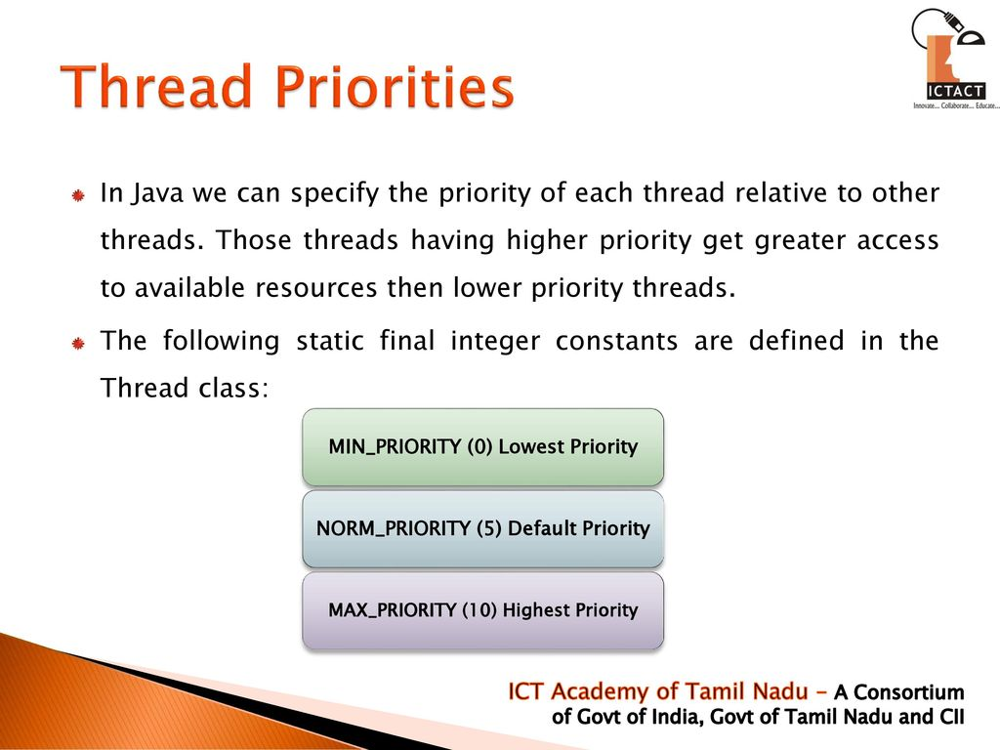 Thread Priorities
ICTACT
Innovate... Collaborate... Educate...
In Java we can specify the priority of each thread relative to other
threads. Those threads having higher priority get greater access
to available resources then lower priority threads.
The following static final integer constants are defined in the
Thread class:
MIN_PRIORITY (0) Lowest Priority
NORM_PRIORITY (5) Default Priority
MAX_PRIORITY (10) Highest Priority
ICT Academy of Tamil Nadu – A Consortium
of Govt of India, Govt of Tamil Nadu and CII